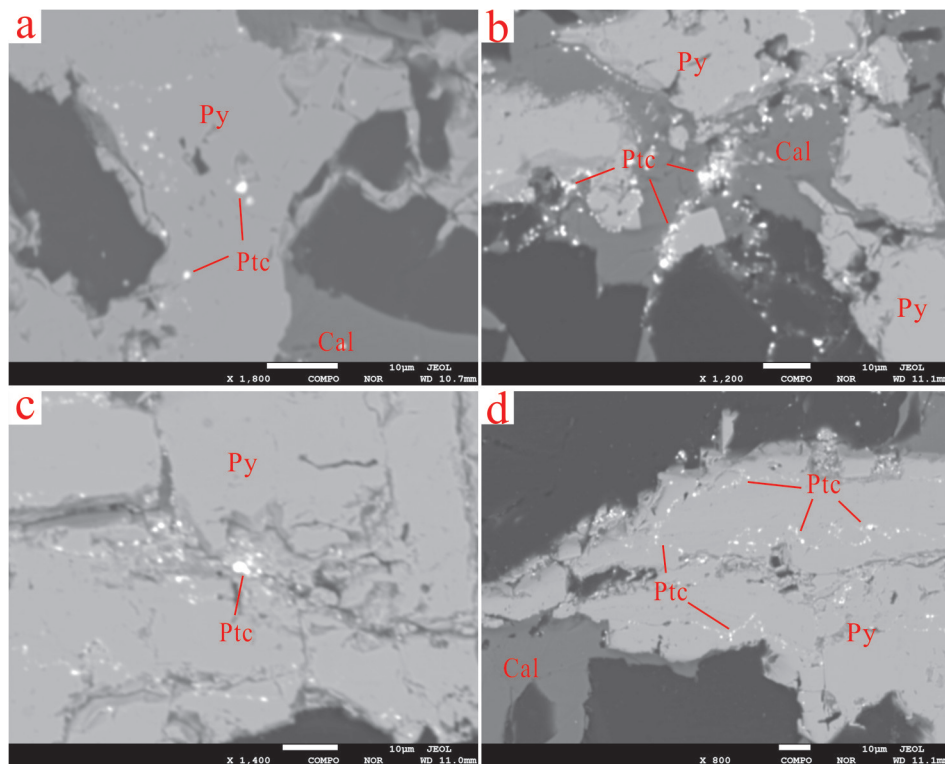 a
Py
Ptc
Cal
X 1,800 COMPO NOR 10μm JEOL WD 10.7mm
b
Py
Ptc
Cal
Py
X 1,200 COMPO NOR 10μm JEOL WD 11.1mm
c
Py
Ptc
X 1,400 COMPO NOR 10μm JEOL WD 11.0mm
d
Ptc
Ptc
Py
Cal
X 800 COMPO NOR 10μm JEOL WD 11.1mm